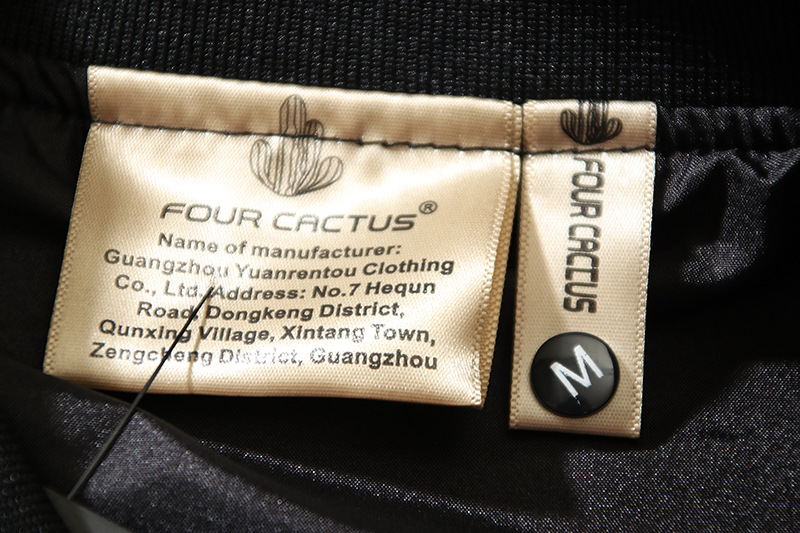 FOUR CACTUS®
Name of manufacturer:
Guangzhou Yuanrentou Clothing
Co., Ltd. Address: No.7 Hequn
Road, Dongkeng District,
Qunxing Village, Xintang Town,
Zengcheng District, Guangzhou
FOUR CACTUS
M